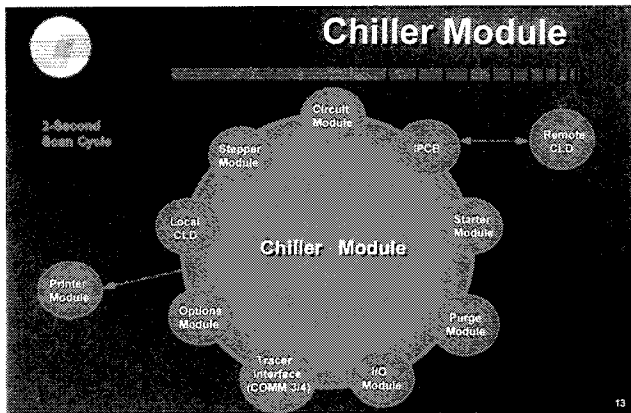 Chiller Module
2-Second
Scan Cycle
Circuit
Module
Stepper
Module
IPCB
Remote
CLD
Local
CLD
Starter
Module
Chiller Module
Printer
Module
Options
Module
Purge
Module
Tracer
Interface
(COMM 3/4)
I/O
Module
13